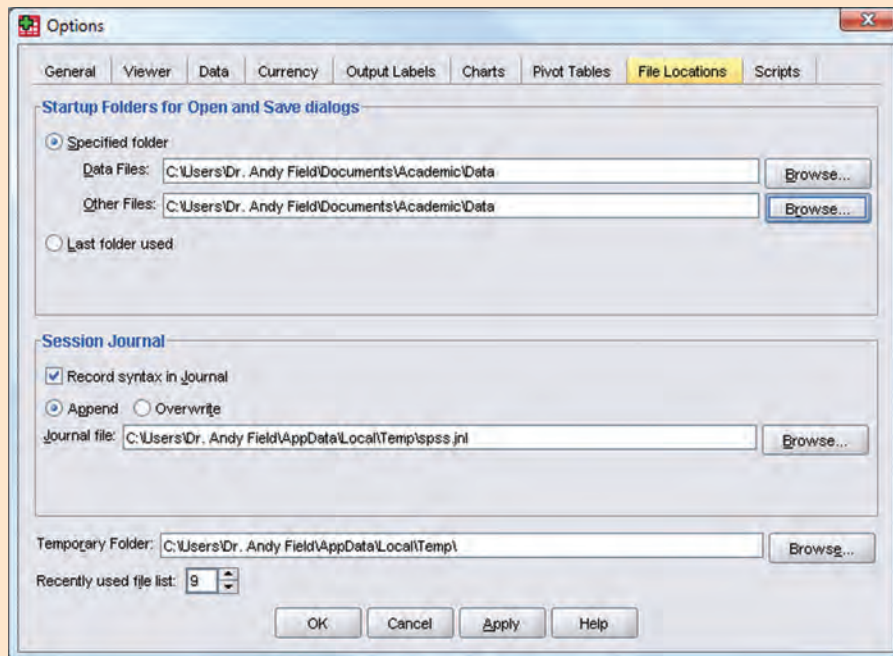 Options
General Viewer Data Currency Output Labels Charts Pivot Tables File Locations Scripts
Startup Folders for Open and Save dialogs
Specified folder
Data Files: C:\Users\Dr. Andy Field\Documents\Academic\Data Browse...
Other Files: C:\Users\Dr. Andy Field\Documents\Academic\Data Browse...
Last folder used
Session Journal
Record syntax in Journal
Append Overwrite
Journal file: C:\Users\Dr. Andy Field\AppData\Local\Temp\spss.jnl Browse...
Temporary Folder: C:\Users\Dr. Andy Field\AppData\Local\Temp\ Browse...
Recently used file list: 9
OK Cancel Apply Help